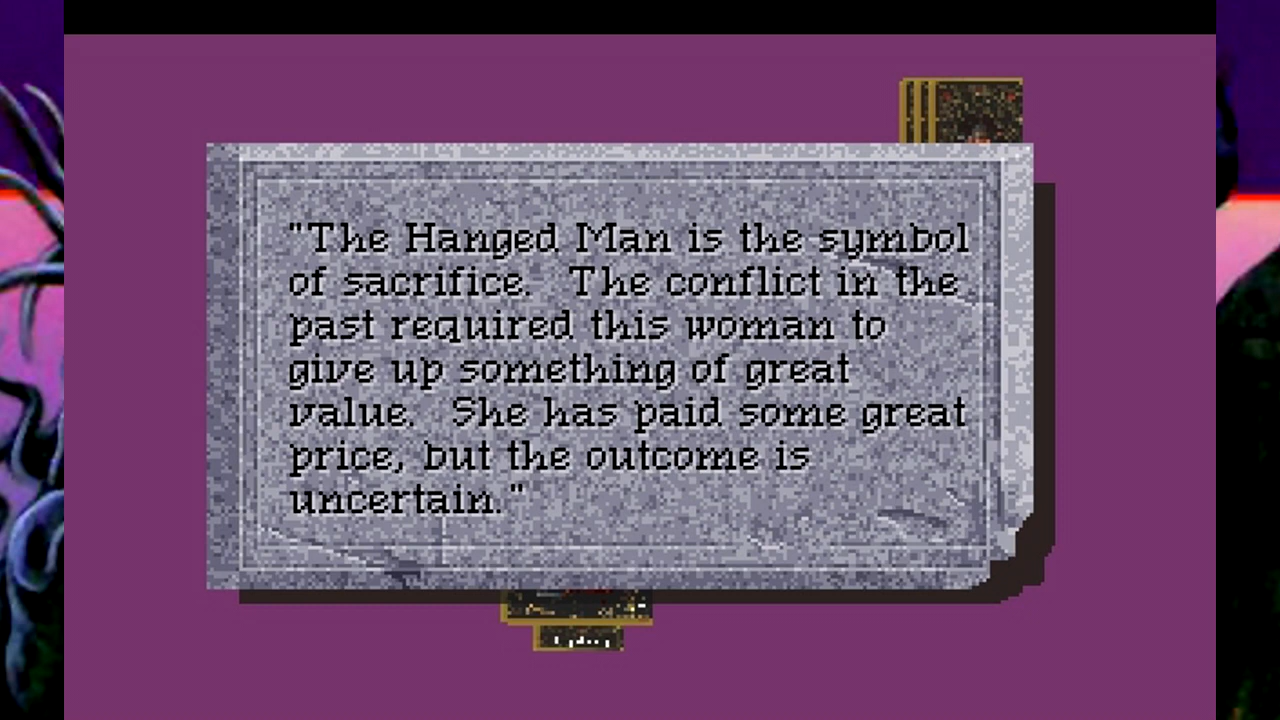 "The Hanged Man is the symbol
of sacrifice.  The conflict in the
past required this woman to
give up something of great
value.  She has paid some great
price, but the outcome is
uncertain."